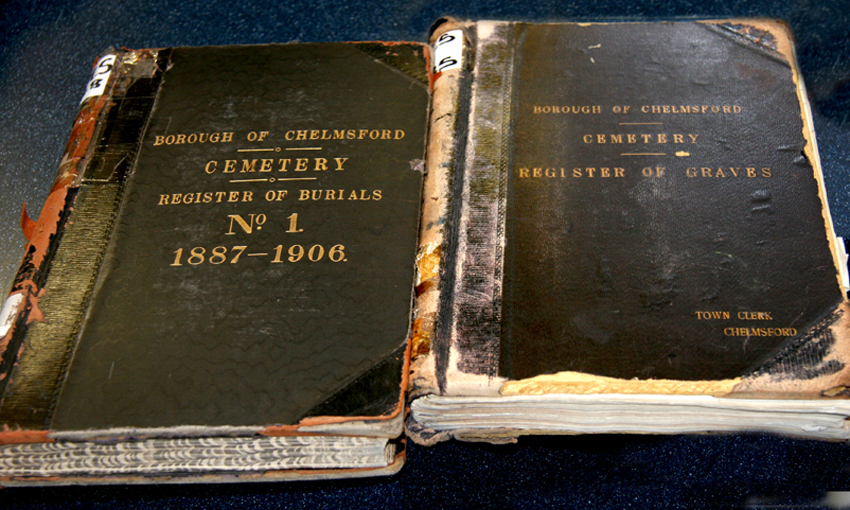 BOROUGH OF CHELMSFORD
CEMETERY
REGISTER OF BURIALS
Nº 1.
1887–1906.
BOROUGH OF CHELMSFORD
CEMETERY
REGISTER OF GRAVES
TOWN CLERK
CHELMSFORD